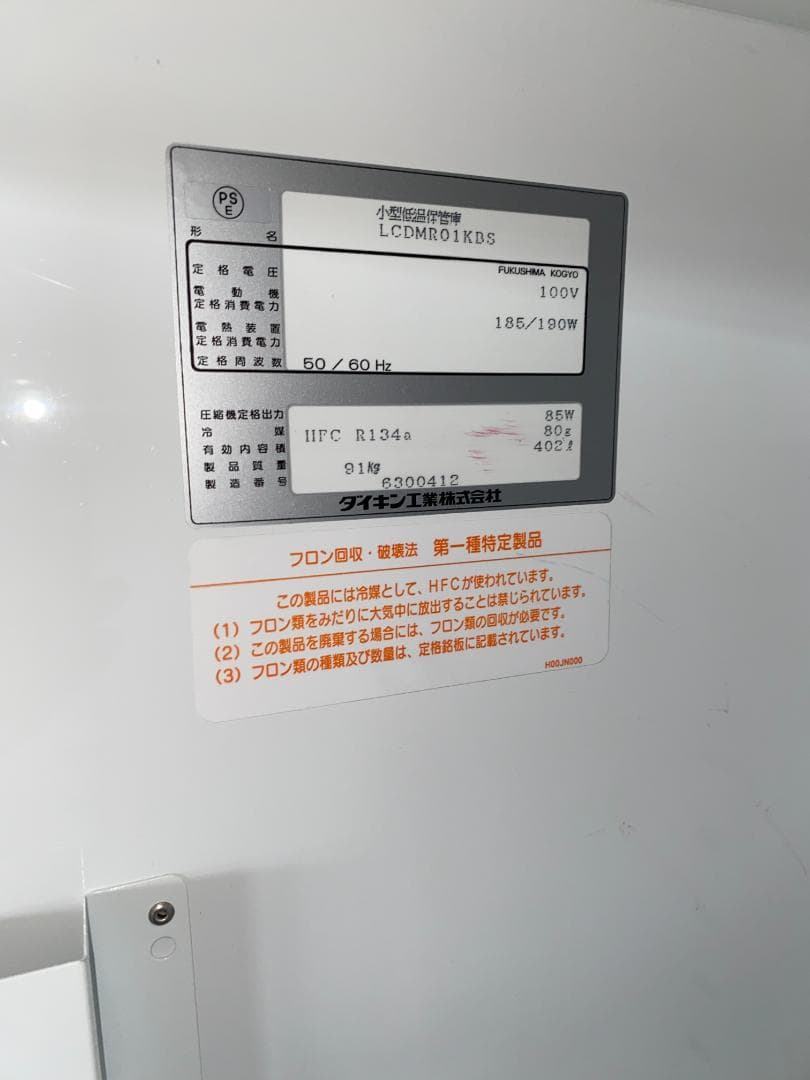 PS
E
小型低温保管庫
形 名 LCDMR01KBS
FUKUSHIMA KOGYO
定格電圧 100V
電動機
定格消費電力 185/190W
電熱装置
定格消費電力
定格周波数 50 / 60 Hz
圧縮機定格出力 85W
冷 媒 HFC R134a 80g
有効内容積 402ℓ
製品質量 91kg
製造番号 6300412
ダイキン工業株式会社
フロン回収・破壊法 第一種特定製品
この製品には冷媒として、HFCが使われています。
(1) フロン類をみだりに大気中に放出することは禁じられています。
(2) この製品を廃棄する場合には、フロン類の回収が必要です。
(3) フロン類の種類及び数量は、定格銘板に記載されています。
H00JN000